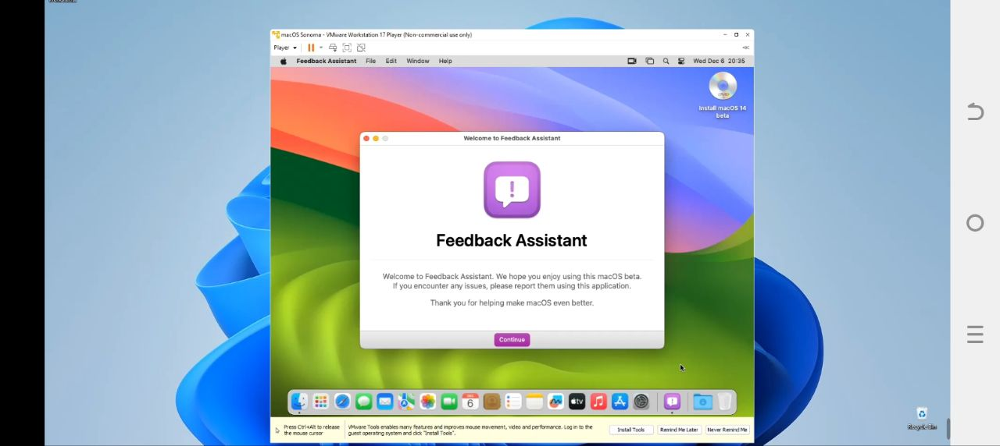 macOS Sonoma - VMware Workstation 17 Player (Non-commercial use only)
Player
Feedback Assistant File Edit Window Help Wed Dec 6 20:35
DVD
Install macOS 14
beta
Welcome to Feedback Assistant
Feedback Assistant
Welcome to Feedback Assistant. We hope you enjoy using this macOS beta.
If you encounter any issues, please report them using this application.
Thank you for helping make macOS even better.
Continue
DEC
6
tv
Press Ctrl+Alt to release
the mouse cursor
VMware Tools enables many features and improves mouse movement, video and performance. Log in to the
guest operating system and click "Install Tools".
Install Tools Remind Me Later Never Remind Me
Recycle Bin